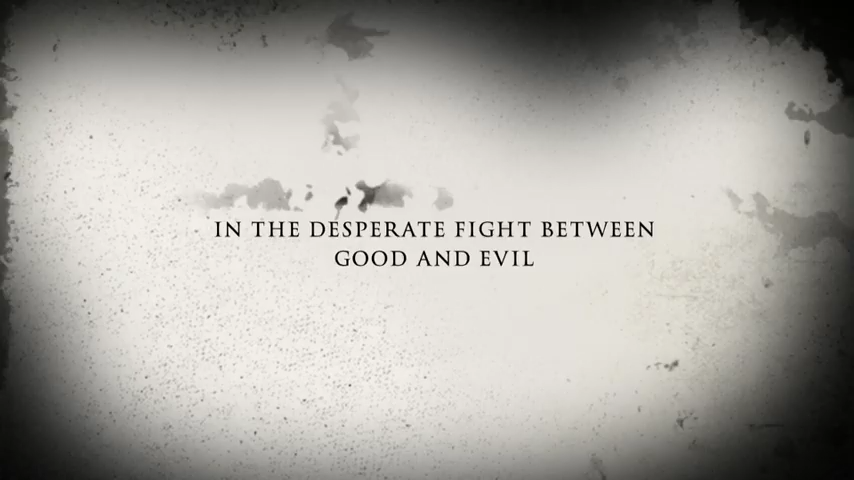 IN THE DESPERATE FIGHT BETWEEN
GOOD AND EVIL